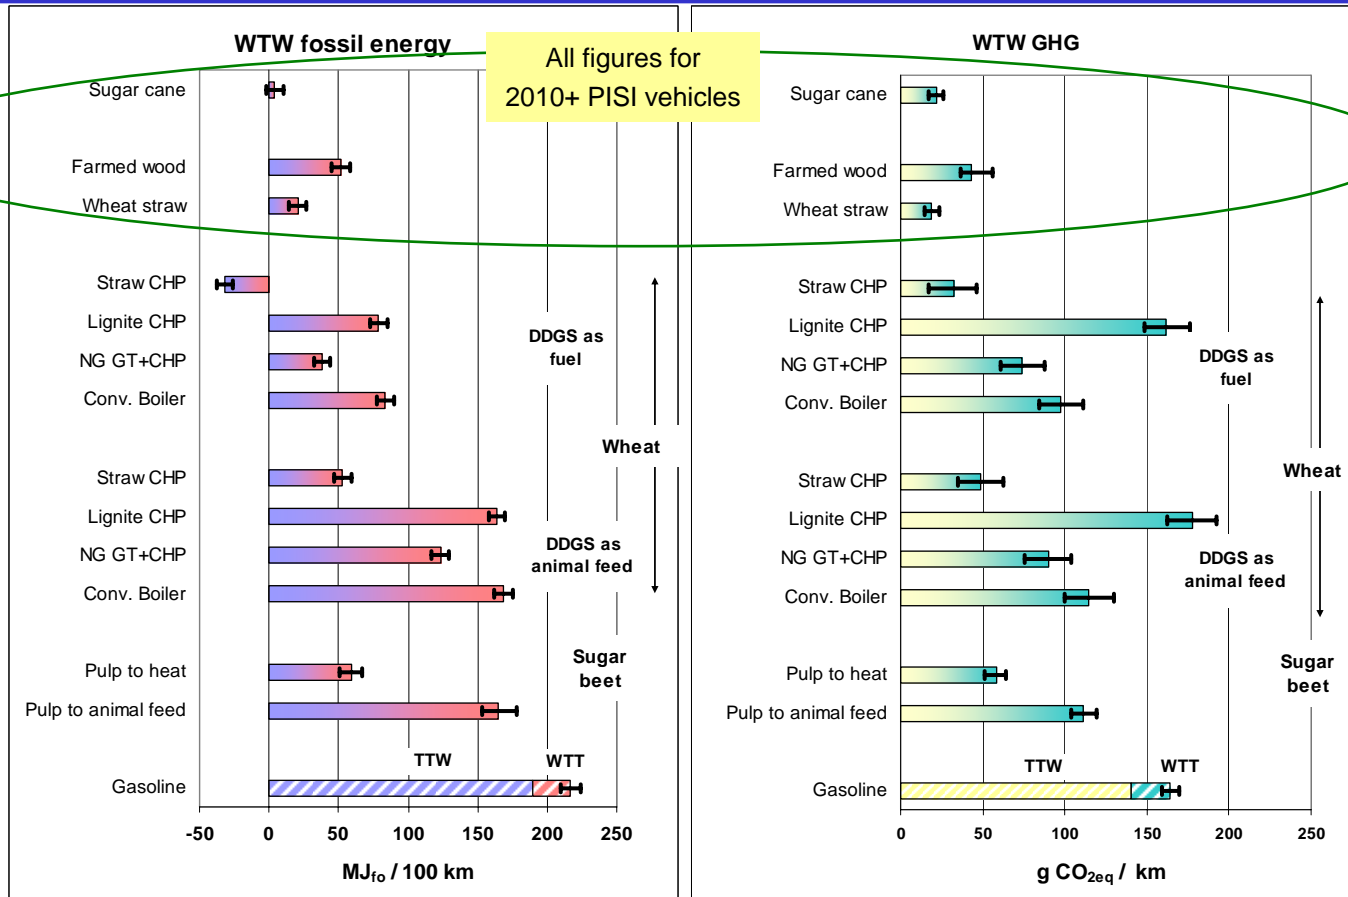 WTW fossil energy
All figures for
2010+ PISI vehicles
Sugar cane
Farmed wood
Wheat straw
Straw CHP
Lignite CHP
NG GT+CHP
Conv. Boiler
DDGS as
fuel
Wheat
Straw CHP
Lignite CHP
NG GT+CHP
Conv. Boiler
DDGS as
animal feed
Pulp to heat
Pulp to animal feed
Sugar
beet
TTW WTT
Gasoline
-50 0 50 100 150 200 250
MJfo / 100 km
WTW GHG
Sugar cane
Farmed wood
Wheat straw
Straw CHP
Lignite CHP
NG GT+CHP
Conv. Boiler
DDGS as
fuel
Wheat
Straw CHP
Lignite CHP
NG GT+CHP
Conv. Boiler
DDGS as
animal feed
Pulp to heat
Pulp to animal feed
Sugar
beet
TTW WTT
Gasoline
0 50 100 150 200 250
g CO2eq / km